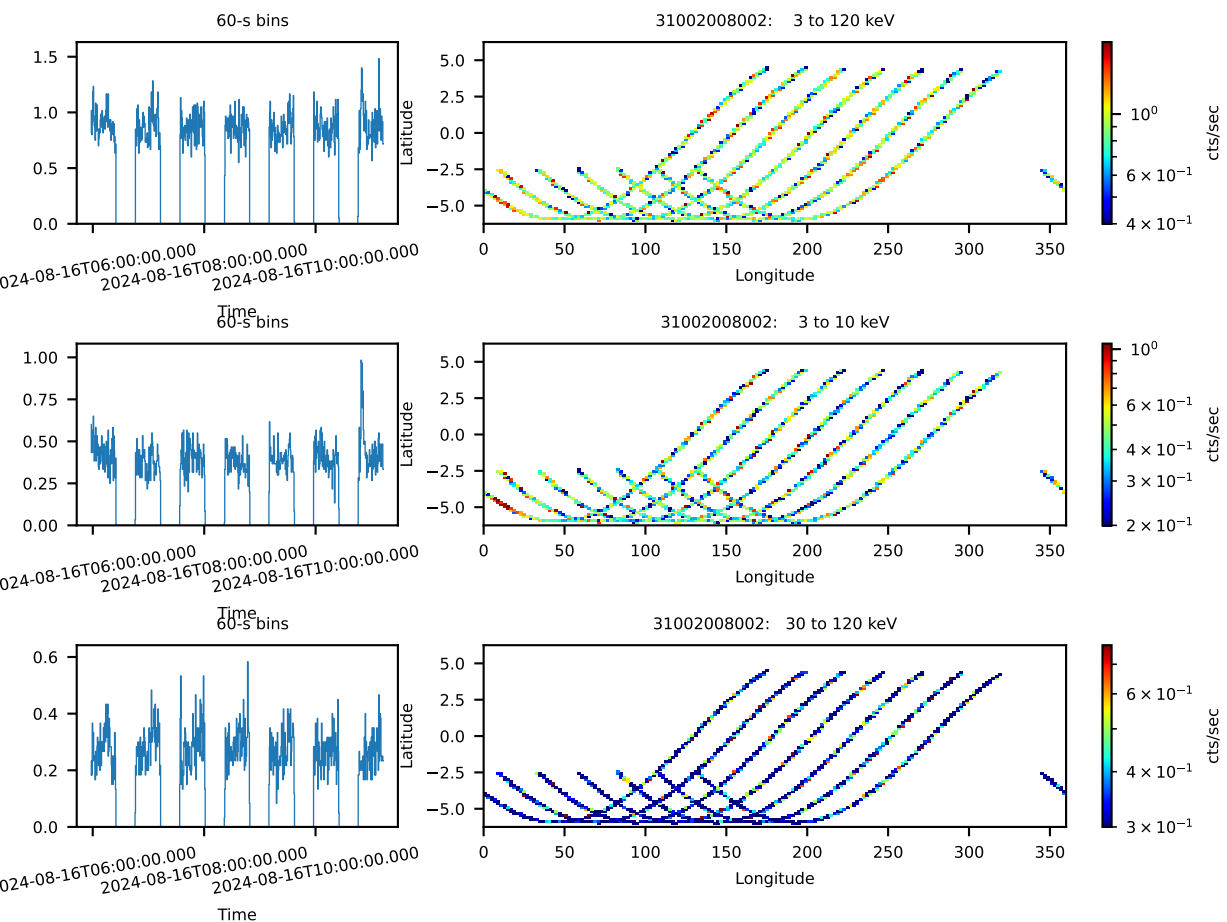 60-s bins
31002008002: 3 to 120 keV
1.5
1.0
0.5
0.0
024-08-16T06:00:00.000
2024-08-16T08:00:00.000
2024-08-16T10:00:00.000
Time
Latitude
5.0
2.5
0.0
−2.5
−5.0
0 50 100 150 200 250 300 350
Longitude
10⁰
6 × 10⁻¹
4 × 10⁻¹
cts/sec
60-s bins
31002008002: 3 to 10 keV
1.00
0.75
0.50
0.25
0.00
024-08-16T06:00:00.000
2024-08-16T08:00:00.000
2024-08-16T10:00:00.000
Time
Latitude
5.0
2.5
0.0
−2.5
−5.0
0 50 100 150 200 250 300 350
Longitude
10⁰
6 × 10⁻¹
4 × 10⁻¹
3 × 10⁻¹
2 × 10⁻¹
cts/sec
60-s bins
31002008002: 30 to 120 keV
0.6
0.4
0.2
0.0
024-08-16T06:00:00.000
2024-08-16T08:00:00.000
2024-08-16T10:00:00.000
Time
Latitude
5.0
2.5
0.0
−2.5
−5.0
0 50 100 150 200 250 300 350
Longitude
6 × 10⁻¹
4 × 10⁻¹
3 × 10⁻¹
cts/sec